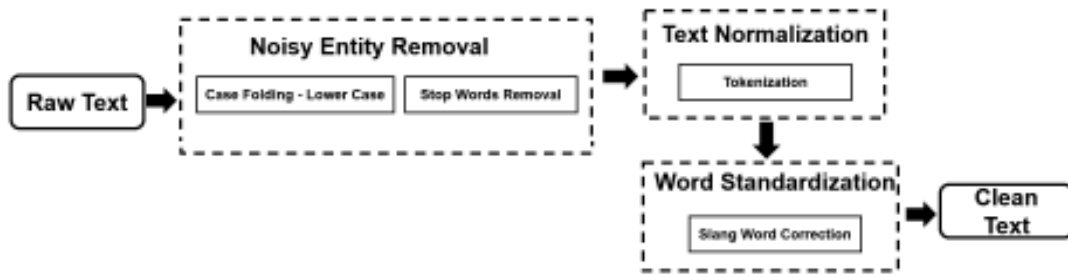 Noisy Entity Removal
Text Normalization
Raw Text
Case Folding - Lower Case
Stop Words Removal
Tokenization
Word Standardization
Slang Word Correction
Clean
Text